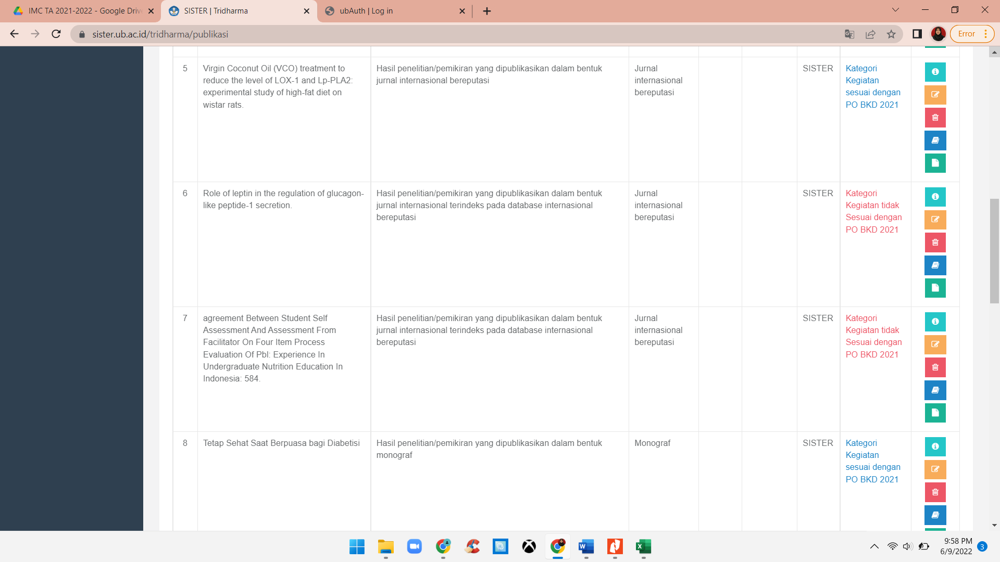 IMC TA 2021-2022 - Google Drive
SISTER | Tridharma
ubAuth | Log in
sister.ub.ac.id/tridharma/publikasi
Error
5
Virgin Coconut Oil (VCO) treatment to
reduce the level of LOX-1 and Lp-PLA2:
experimental study of high-fat diet on
wistar rats.
Hasil penelitian/pemikiran yang dipublikasikan dalam bentuk
jurnal internasional bereputasi
Jurnal
internasional
bereputasi
SISTER
Kategori
Kegiatan
sesuai dengan
PO BKD 2021
6
Role of leptin in the regulation of glucagon-
like peptide-1 secretion.
Hasil penelitian/pemikiran yang dipublikasikan dalam bentuk
jurnal internasional terindeks pada database internasional
bereputasi
Jurnal
internasional
bereputasi
SISTER
Kategori
Kegiatan tidak
Sesuai dengan
PO BKD 2021
7
agreement Between Student Self
Assessment And Assessment From
Facilitator On Four Item Process
Evaluation Of Pbl: Experience In
Undergraduate Nutrition Education In
Indonesia: 584.
Hasil penelitian/pemikiran yang dipublikasikan dalam bentuk
jurnal internasional terindeks pada database internasional
bereputasi
Jurnal
internasional
bereputasi
SISTER
Kategori
Kegiatan tidak
Sesuai dengan
PO BKD 2021
8
Tetap Sehat Saat Berpuasa bagi Diabetisi
Hasil penelitian/pemikiran yang dipublikasikan dalam bentuk
monograf
Monograf
SISTER
Kategori
Kegiatan
sesuai dengan
PO BKD 2021
9:58 PM
6/9/2022
3